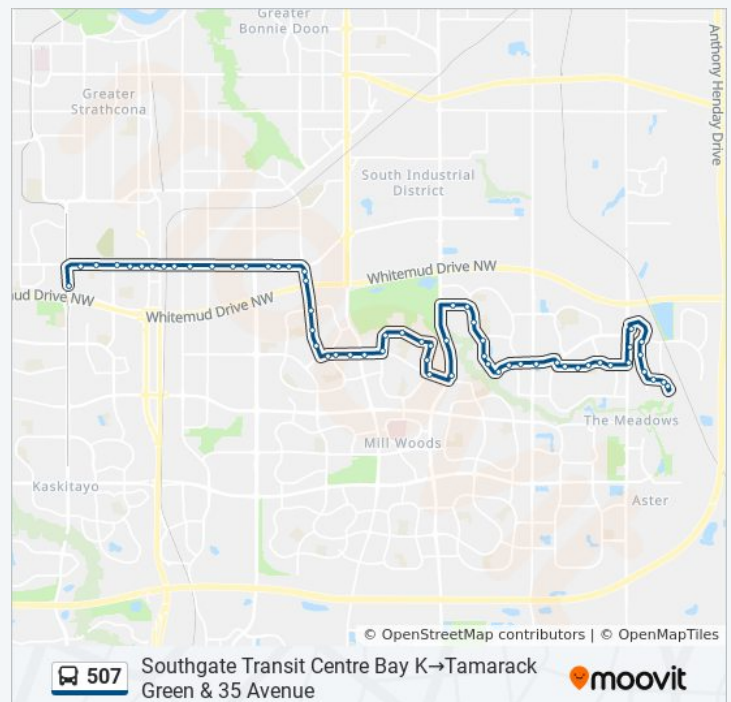 Greater
Bonnie Doon
Anthony Henday Drive
Greater
Strathcona
South Industrial
District
Whitemud Drive NW
ud Drive NW
Whitemud Drive NW
The Meadows
Mill Woods
Kaskitayo
Aster
© OpenStreetMap contributors | © OpenMapTiles
507
Southgate Transit Centre Bay K→Tamarack
Green & 35 Avenue
moovit